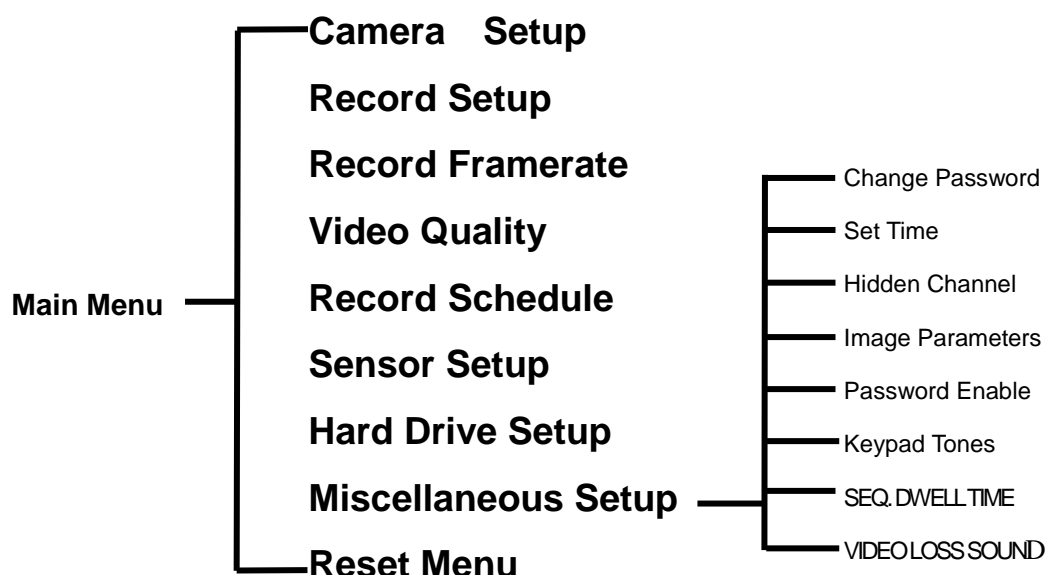 Camera Setup
Record Setup
Record Framerate
Video Quality
Record Schedule
Sensor Setup
Hard Drive Setup
Miscellaneous Setup
Reset Menu
Main Menu
Change Password
Set Time
Hidden Channel
Image Parameters
Password Enable
Keypad Tones
SEQ. DWELL TIME
VIDEO LOSS SOUND